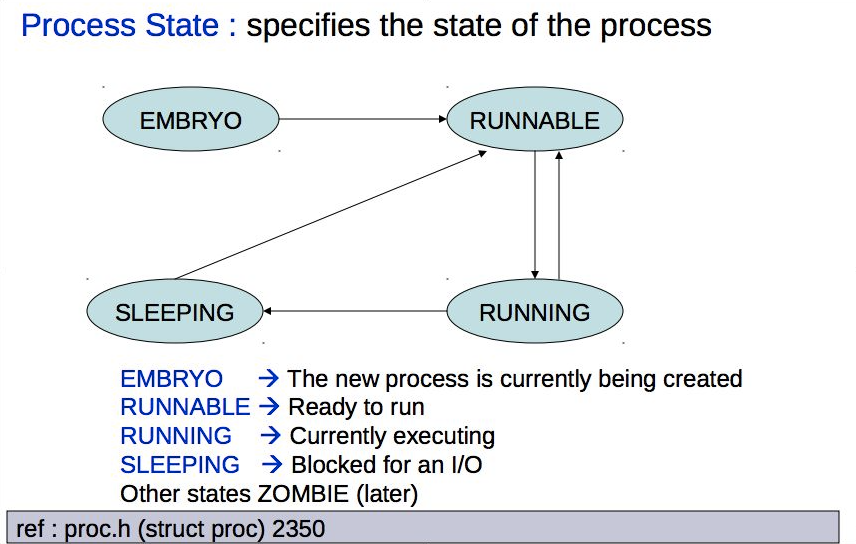 Process State : specifies the state of the process
EMBRYO
RUNNABLE
SLEEPING
RUNNING
EMBRYO → The new process is currently being created
RUNNABLE → Ready to run
RUNNING → Currently executing
SLEEPING → Blocked for an I/O
Other states ZOMBIE (later)
ref : proc.h (struct proc) 2350